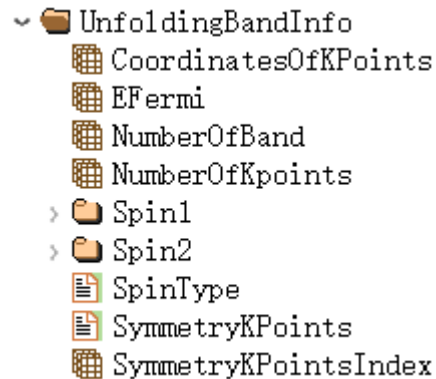 UnfoldingBandInfo
CoordinatesOfKPoints
EFermi
NumberOfBand
NumberOfKpoints
Spin1
Spin2
SpinType
SymmetryKPoints
SymmetryKPointsIndex